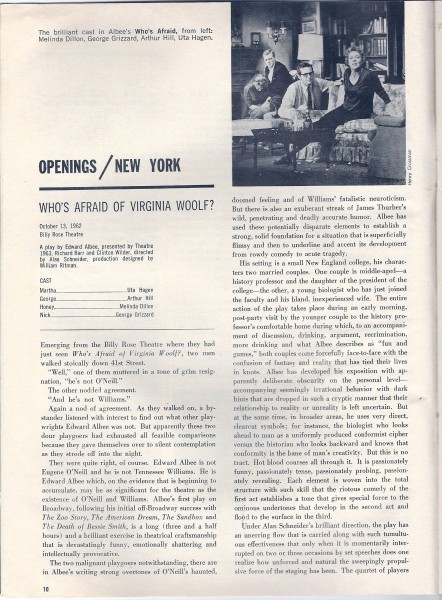 The brilliant cast in Albee's Who's Afraid, from left:
Melinda Dillon, George Grizzard, Arthur Hill, Uta Hagen.
Henry Grossman
OPENINGS/NEW YORK
WHO'S AFRAID OF VIRGINIA WOOLF?
October 13, 1962
Billy Rose Theatre
A play by Edward Albee, presented by Theatre
1963, Richard Barr and Clinton Wilder, directed
by Alan Schneider, production designed by
William Ritman.
CAST
Martha Uta Hagen
George Arthur Hill
Honey Melinda Dillon
Nick George Grizzard
Emerging from the Billy Rose Theatre where they had
just seen Who's Afraid of Virginia Woolf?, two men
walked stoically down 41st Street.
"Well," one of them muttered in a tone of grim resig-
nation, "he's not O'Neill."
The other nodded agreement.
"And he's not Williams."
Again a nod of agreement. As they walked on, a by-
stander listened with interest to find out what other play-
wrights Edward Albee was not. But apparently these two
dour playgoers had exhausted all feasible comparisons
because they gave themselves over to silent contemplation
as they strode off into the night.
They were quite right, of course. Edward Albee is not
Eugene O'Neill and he is not Tennessee Williams. He is
Edward Albee which, on the evidence that is beginning to
accumulate, may be as significant for the theatre as the
existence of O'Neill and Williams. Albee's first play on
Broadway, following his initial off-Broadway success with
The Zoo Story, The American Dream, The Sandbox and
The Death of Bessie Smith, is a long (three and a half
hours) and a brilliant exercise in theatrical craftsmanship
that is devastatingly funny, emotionally shattering and
intellectually provocative.
The two malignant playgoers notwithstanding, there are
in Albee's writing strong overtones of O'Neill's haunted,
10
doomed feeling and of Williams' fatalistic neuroticism.
But there is also an exuberant streak of James Thurber's
wild, penetrating and deadly accurate humor. Albee has
used these potentially disparate elements to establish a
strong, solid foundation for a situation that is superficially
flimsy and then to underline and accent its development
from rowdy comedy to acute tragedy.
His setting is a small New England college, his charac-
ters two married couples. One couple is middle-aged—a
history professor and the daughter of the president of the
college—the other, a young biologist who has just joined
the faculty and his bland, inexperienced wife. The entire
action of the play takes place during an early morning,
post-party visit by the younger couple to the history pro-
fessor's comfortable home during which, to an accompani-
ment of discussion, drinking, argument, recrimination,
more drinking and what Albee describes as "fun and
games," both couples come forcefully face-to-face with the
confusion of fantasy and reality that has tied their lives
in knots. Albee has developed his exposition with ap-
parently deliberate obscurity on the personal level—
accompanying seemingly irrational behavior with dark
hints that are dropped in such a cryptic manner that their
relationship to reality or unreality is left uncertain. But
at the same time, in broader areas, he uses very direct,
clearcut symbols; for instance, the biologist who looks
ahead to man as a uniformly produced conformist cipher
versus the historian who looks backward and knows that
conformity is the bane of man's creativity. But this is no
tract. Hot blood courses all through it. It is passionately
funny, passionately tense, passionately probing, passion-
ately revealing. Each element is woven into the total
structure with such skill that the riotous comedy of the
first act establishes a tone that gives special force to the
ominous undertones that develop in the second act and
flood to the surface in the third.
Under Alan Schneider's brilliant direction, the play has
an unerring flow that is carried along with such tumultu-
ous effectiveness that only when it is momentarily inter-
rupted on two or three occasions by set speeches does one
realize how unforced and natural the sweepingly propul-
sive force of the staging has been. The quartet of players